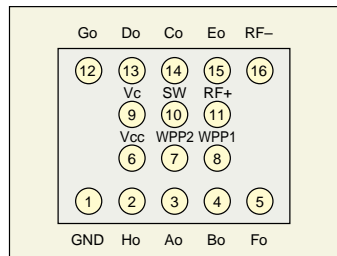 Go Do Co Eo RF–
12 13 14 15 16
Vc SW RF+
9 10 11
Vcc WPP2 WPP1
6 7 8
1 2 3 4 5
GND Ho Ao Bo Fo